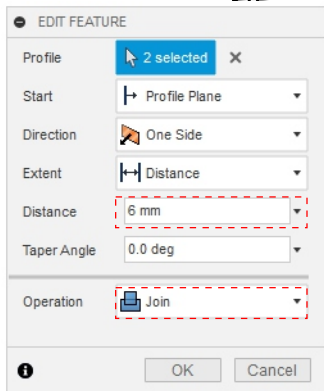 EDIT FEATURE
Profile 2 selected
Start Profile Plane
Direction One Side
Extent Distance
Distance 6 mm
Taper Angle 0.0 deg
Operation Join
OK Cancel